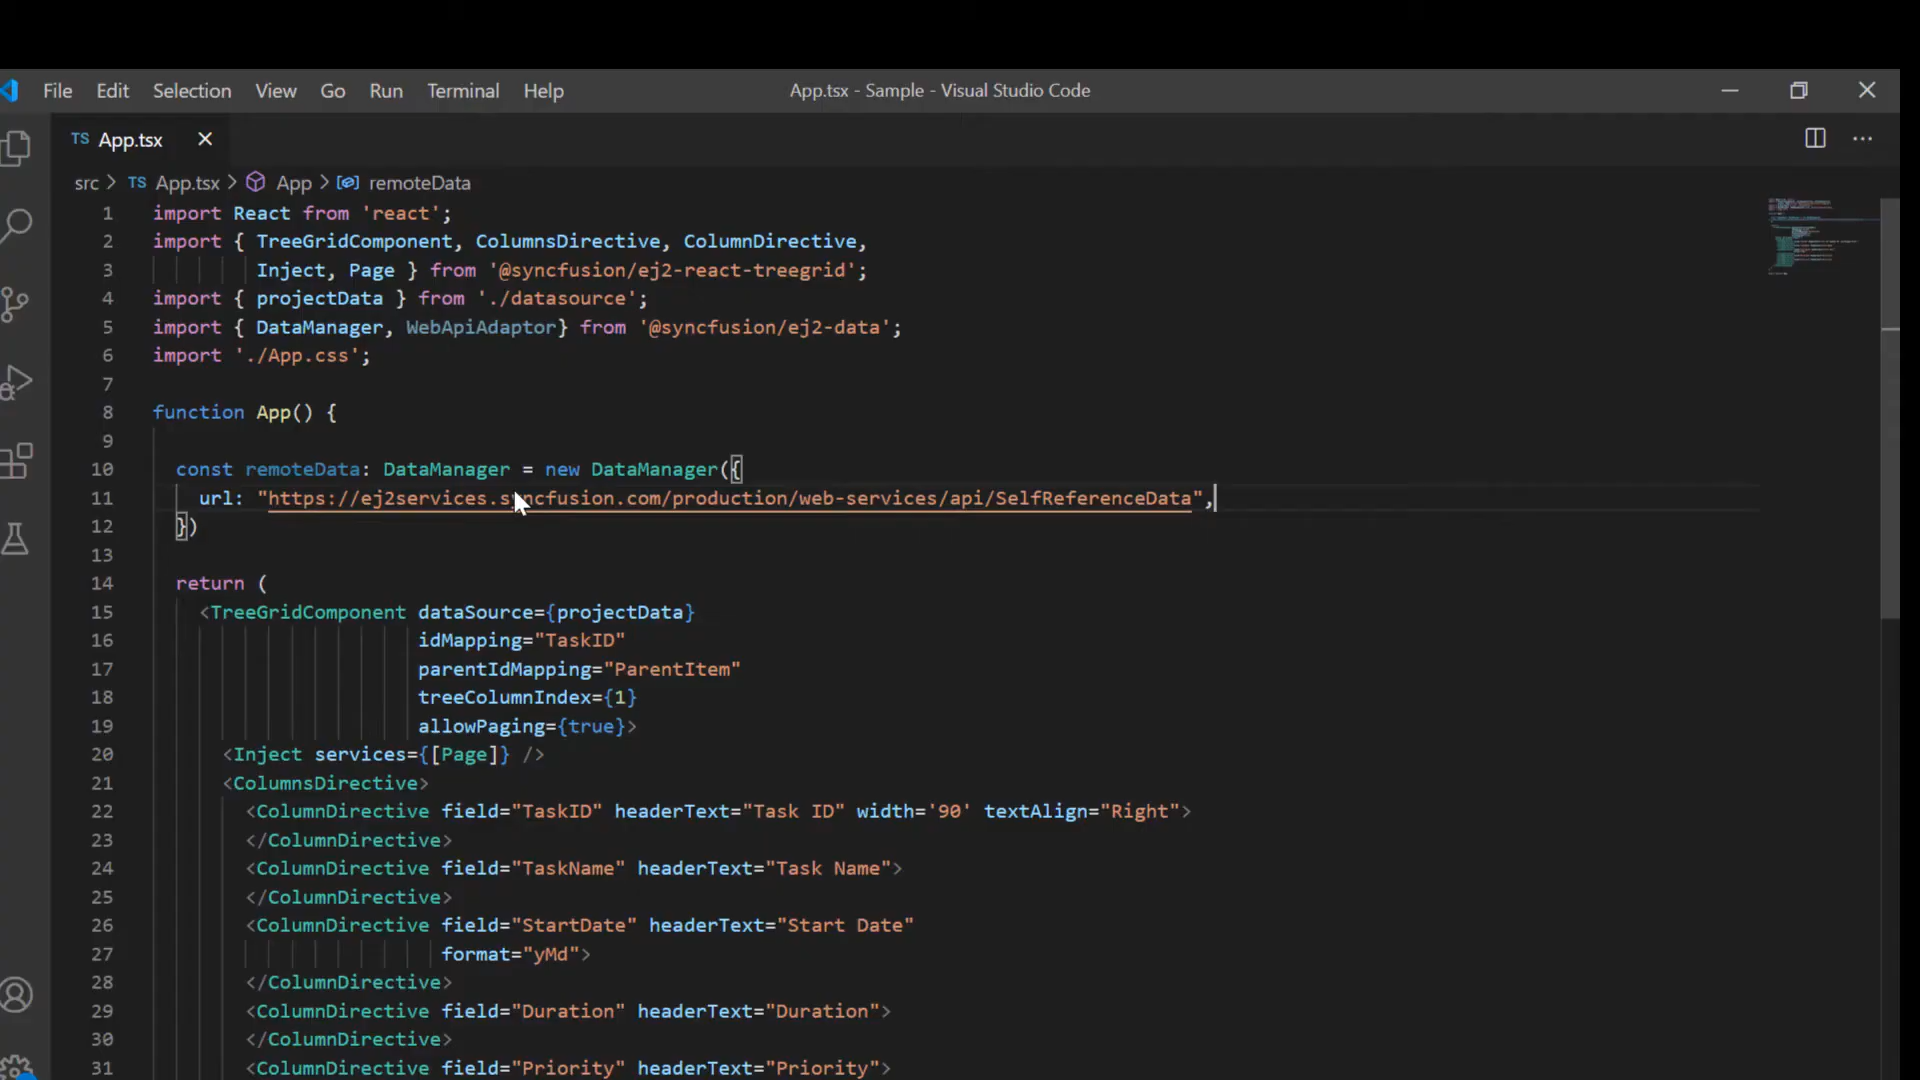 File Edit Selection View Go Run Terminal Help App.tsx - Sample - Visual Studio Code
TS App.tsx
src > TS App.tsx > App > remoteData
1 import React from 'react';
2 import { TreeGridComponent, ColumnsDirective, ColumnDirective,
3 Inject, Page } from '@syncfusion/ej2-react-treegrid';
4 import { projectData } from './datasource';
5 import { DataManager, WebApiAdaptor} from '@syncfusion/ej2-data';
6 import './App.css';
7
8 function App() {
9
10 const remoteData: DataManager = new DataManager({
11 url: "https://ej2services.syncfusion.com/production/web-services/api/SelfReferenceData",
12 })
13
14 return (
15 <TreeGridComponent dataSource={projectData}
16 idMapping="TaskID"
17 parentIdMapping="ParentItem"
18 treeColumnIndex={1}
19 allowPaging={true}>
20 <Inject services={[Page]} />
21 <ColumnsDirective>
22 <ColumnDirective field="TaskID" headerText="Task ID" width='90' textAlign="Right">
23 </ColumnDirective>
24 <ColumnDirective field="TaskName" headerText="Task Name">
25 </ColumnDirective>
26 <ColumnDirective field="StartDate" headerText="Start Date"
27 format="yMd">
28 </ColumnDirective>
29 <ColumnDirective field="Duration" headerText="Duration">
30 </ColumnDirective>
31 <ColumnDirective field="Priority" headerText="Priority">